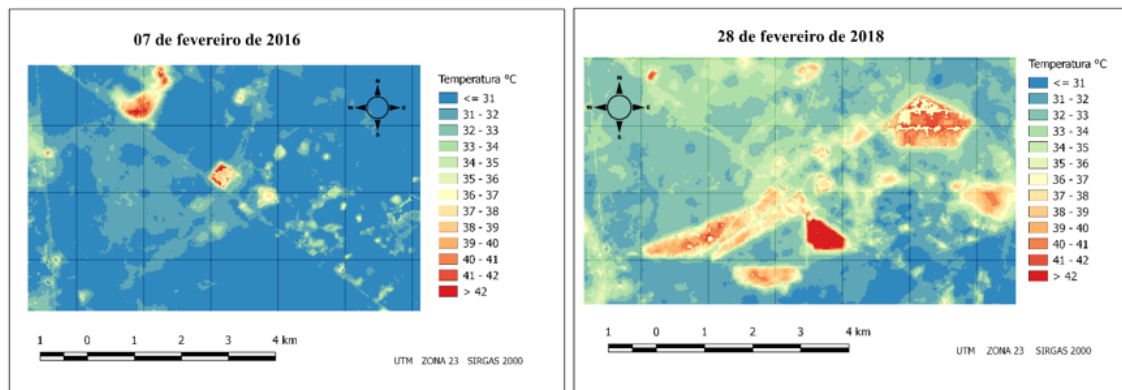 07 de fevereiro de 2016
N
W E
S
Temperatura °C
<= 31
31 - 32
32 - 33
33 - 34
34 - 35
35 - 36
36 - 37
37 - 38
38 - 39
39 - 40
40 - 41
41 - 42
> 42
1 0 1 2 3 4 km
UTM ZONA 23 SIRGAS 2000
28 de fevereiro de 2018
N
W E
S
Temperatura °C
<= 31
31 - 32
32 - 33
33 - 34
34 - 35
35 - 36
36 - 37
37 - 38
38 - 39
39 - 40
40 - 41
41 - 42
> 42
1 0 1 2 3 4 km
UTM ZONA 23 SIRGAS 2000